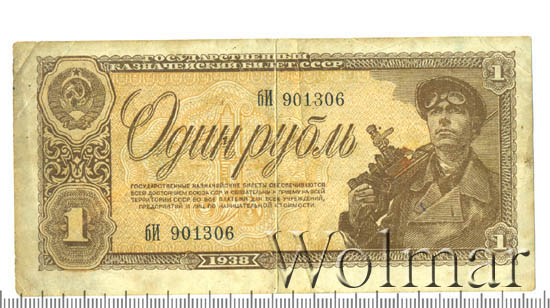 ГОСУДАРСТВЕННЫЙ
КАЗНАЧЕЙСКИЙ БИЛЕТ СССР
1
бИ 901306
Один рубль
ГОСУДАРСТВЕННЫЕ КАЗНАЧЕЙСКИЕ БИЛЕТЫ ОБЕСПЕЧИВАЮТСЯ
ВСЕМ ДОСТОЯНИЕМ СОЮЗА ССР И ОБЯЗАТЕЛЬНЫ К ПРИЕМУ НА ВСЕЙ
ТЕРРИТОРИИ СССР ВО ВСЕ ПЛАТЕЖИ ДЛЯ ВСЕХ УЧРЕЖДЕНИЙ,
ПРЕДПРИЯТИЙ И ЛИЦ ПО НАРИЦАТЕЛЬНОЙ СТОИМОСТИ.
1
бИ 901306
1938
1
Wolmar